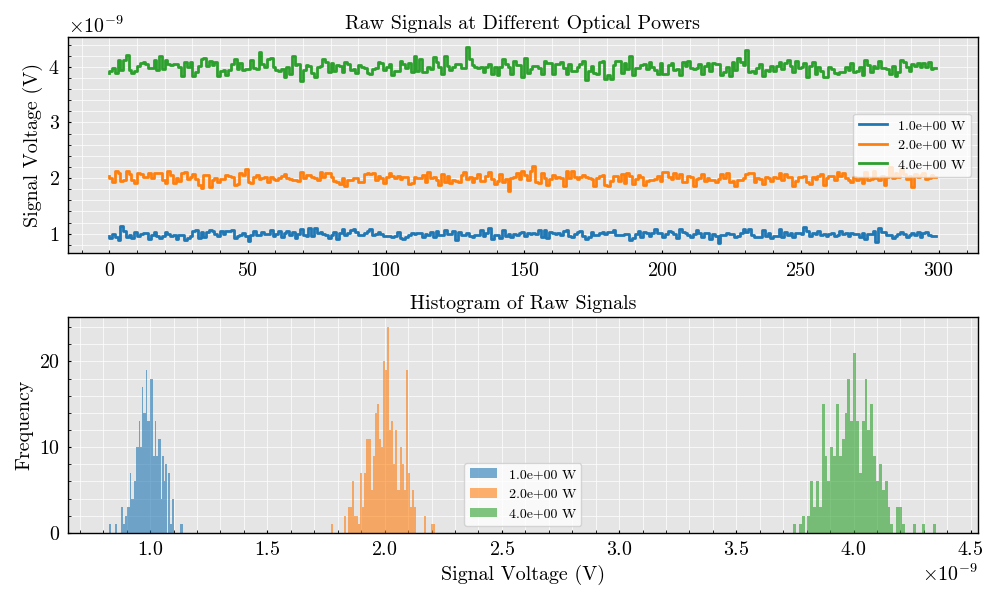 Raw Signals at Different Optical Powers
×10⁻⁹
Signal Voltage (V)
4
3
2
1
1.0e+00 W
2.0e+00 W
4.0e+00 W
0 50 100 150 200 250 300
Histogram of Raw Signals
Frequency
20
10
0
1.0e+00 W
2.0e+00 W
4.0e+00 W
1.0 1.5 2.0 2.5 3.0 3.5 4.0 4.5
Signal Voltage (V)
×10⁻⁹